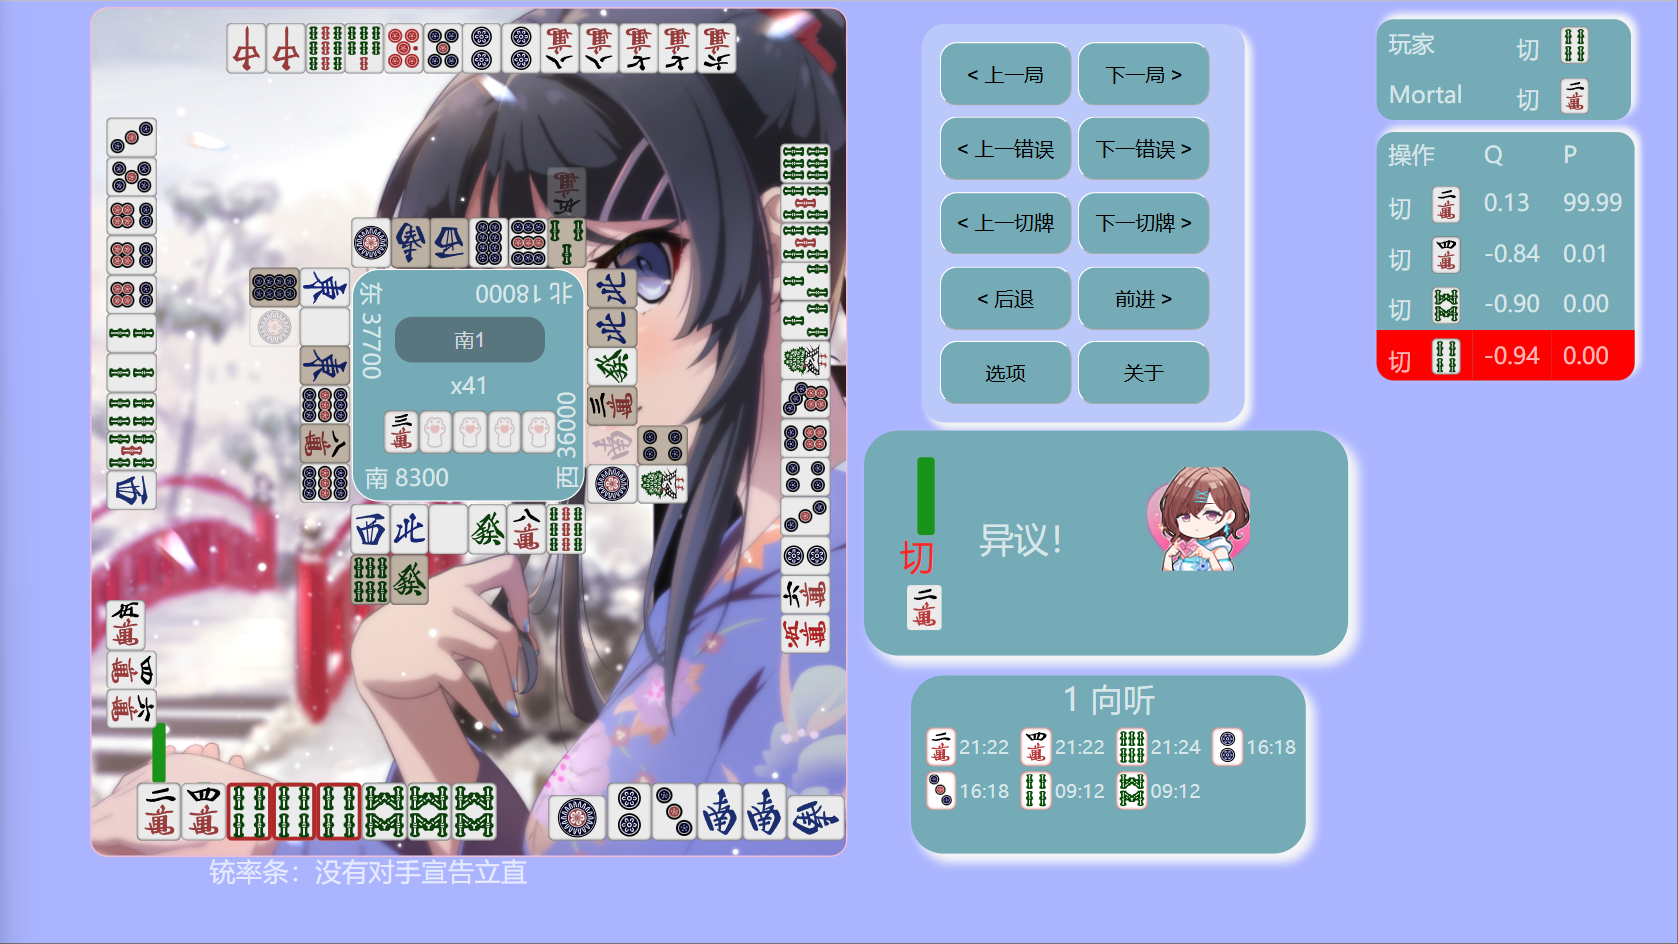 < 上一局
下一局 >
< 上一错误
下一错误 >
< 上一切牌
下一切牌 >
< 后退
前进 >
选项
关于
玩家 切
Mortal 切
操作 Q P
切 0.13 99.99
切 -0.84 0.01
切 -0.90 0.00
切 -0.94 0.00
北 18000
东 37700
南1
x41
西 36000
南 8300
切
异议！
1 向听
21:22 21:22 21:24 16:18
16:18 09:12 09:12
铳率条：没有对手宣告立直